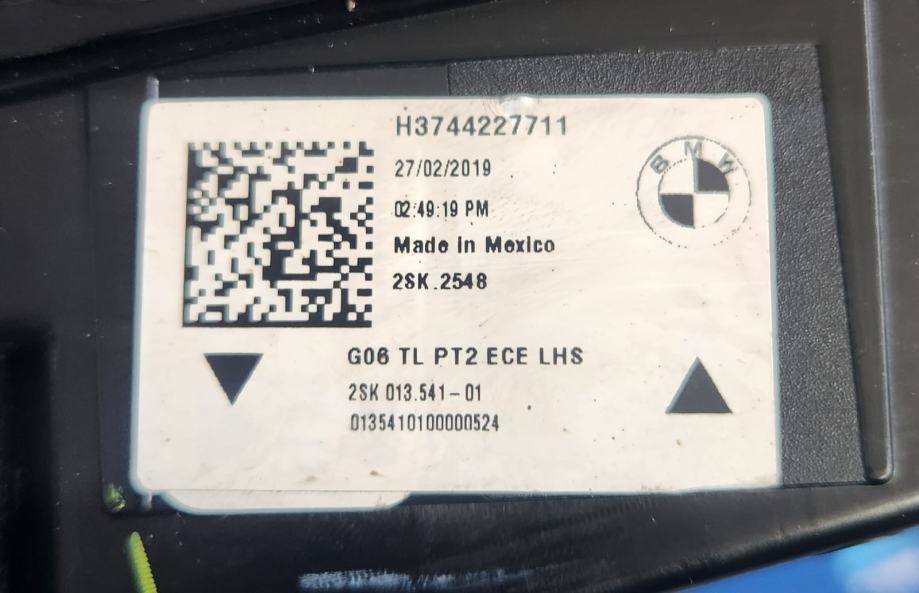 H3744227711
27/02/2019
BMW
02:49:19 PM
Made in Mexico
2SK.2548
G06 TL PT2 ECE LHS
2SK 013.541-01
0135410100000524